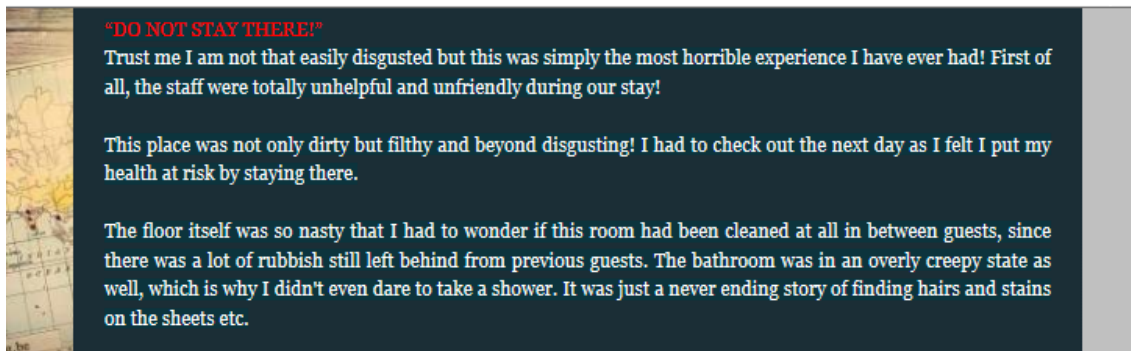 “DO NOT STAY THERE!”
Trust me I am not that easily disgusted but this was simply the most horrible experience I have ever had! First of
all, the staff were totally unhelpful and unfriendly during our stay!
This place was not only dirty but filthy and beyond disgusting! I had to check out the next day as I felt I put my
health at risk by staying there.
The floor itself was so nasty that I had to wonder if this room had been cleaned at all in between guests, since
there was a lot of rubbish still left behind from previous guests. The bathroom was in an overly creepy state as
well, which is why I didn't even dare to take a shower. It was just a never ending story of finding hairs and stains
on the sheets etc.